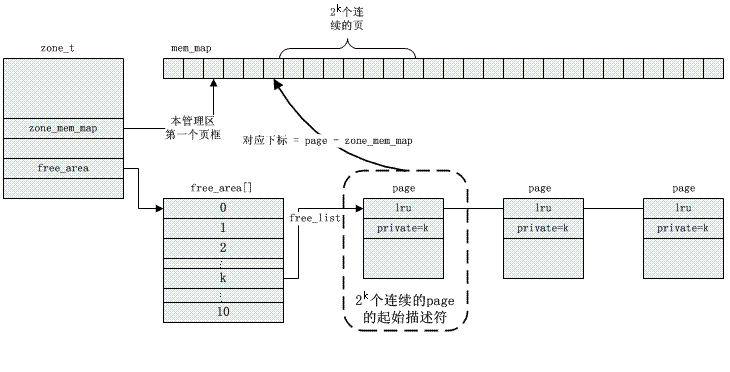 2k个连
续的页
zone_t
mem_map
zone_mem_map
本管理区
第一个页框
对应下标 = page - zone_mem_map
free_area
free_area[]
page
page
page
0
free_list
lru
lru
lru
1
private=k
private=k
private=k
2
⋮
k
⋮
10
2k个连续的page
的起始描述符